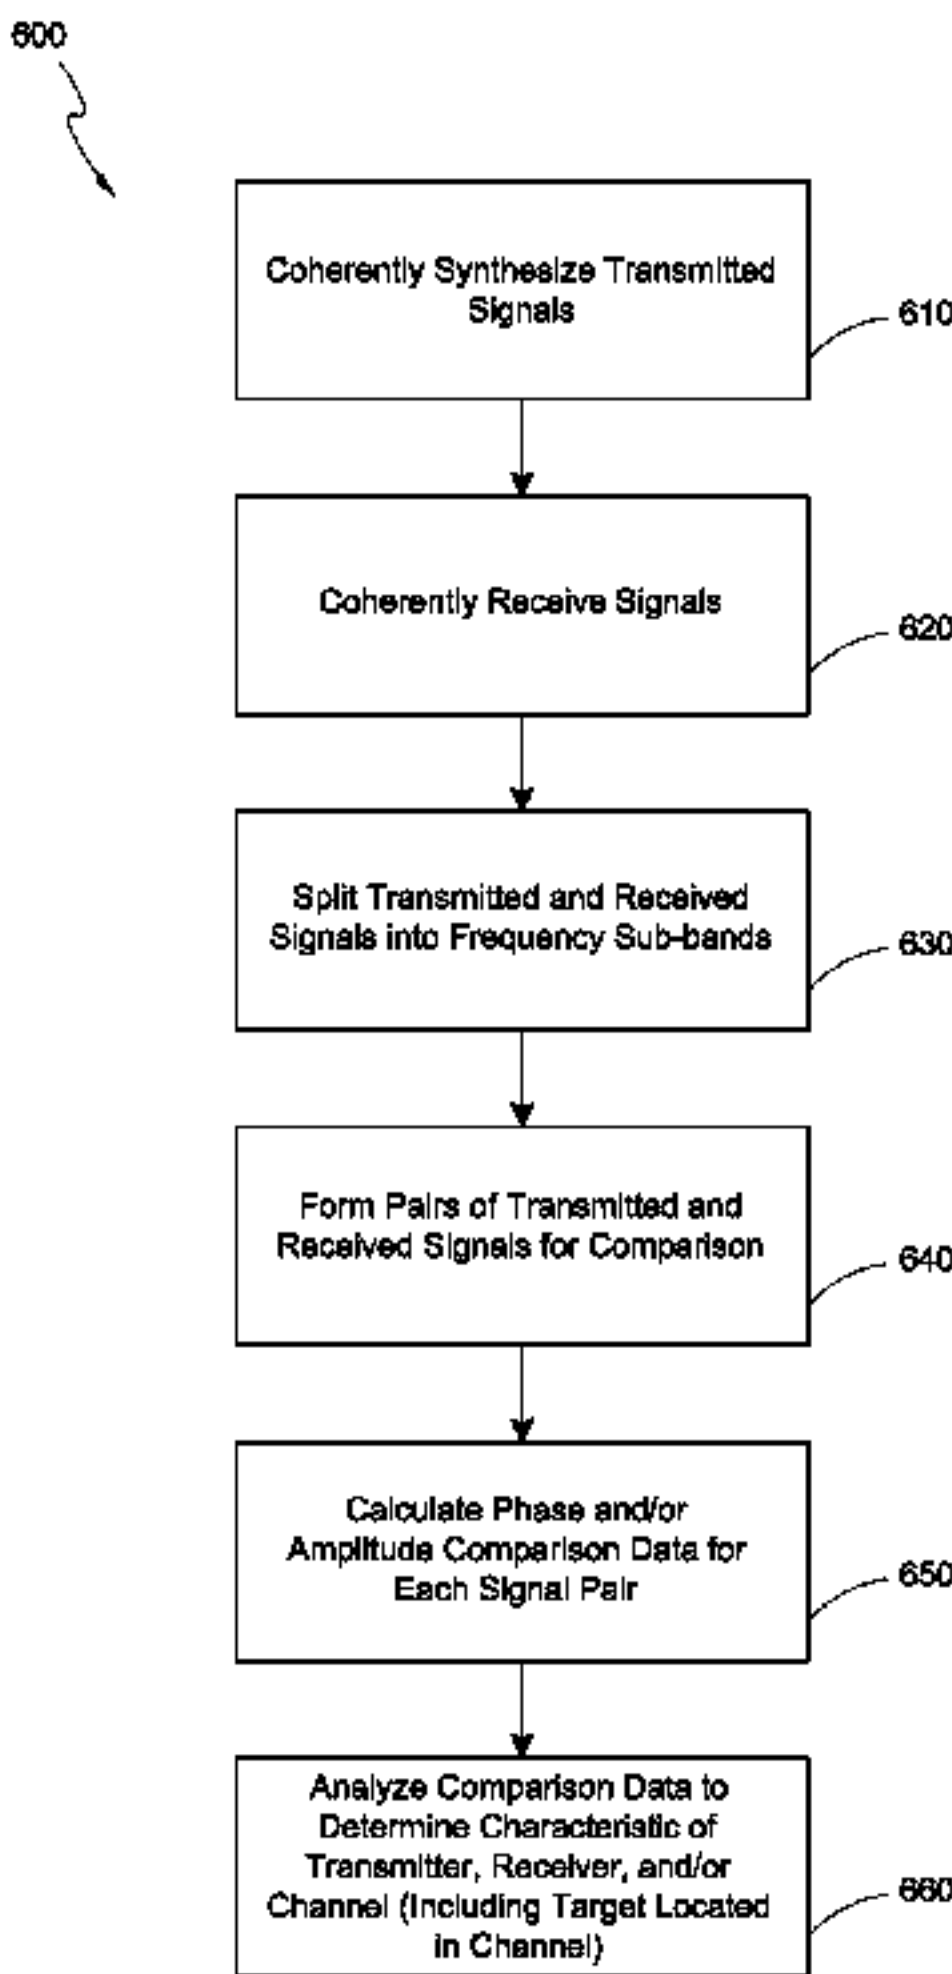 600
Coherently Synthesize Transmitted
Signals
610
Coherently Receive Signals
620
Split Transmitted and Received
Signals into Frequency Sub-bands
630
Form Pairs of Transmitted and
Received Signals for Comparison
640
Calculate Phase and/or
Amplitude Comparison Data for
Each Signal Pair
650
Analyze Comparison Data to
Determine Characteristic of
Transmitter, Receiver, and/or
Channel (Including Target Located
in Channel)
660